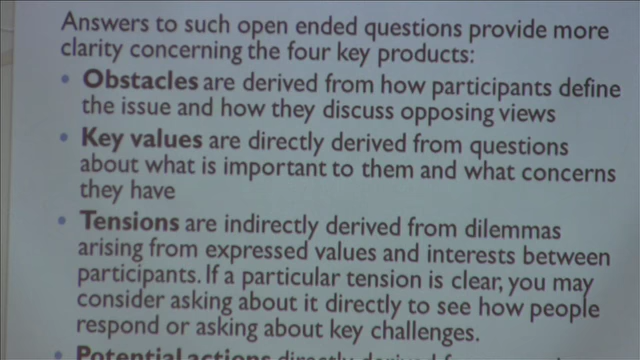 Answers to such open ended questions provide more
clarity concerning the four key products:
• Obstacles are derived from how participants define
the issue and how they discuss opposing views
• Key values are directly derived from questions
about what is important to them and what concerns
they have
• Tensions are indirectly derived from dilemmas
arising from expressed values and interests between
participants. If a particular tension is clear, you may
consider asking about it directly to see how people
respond or asking about key challenges.
• Potential actions directly derived